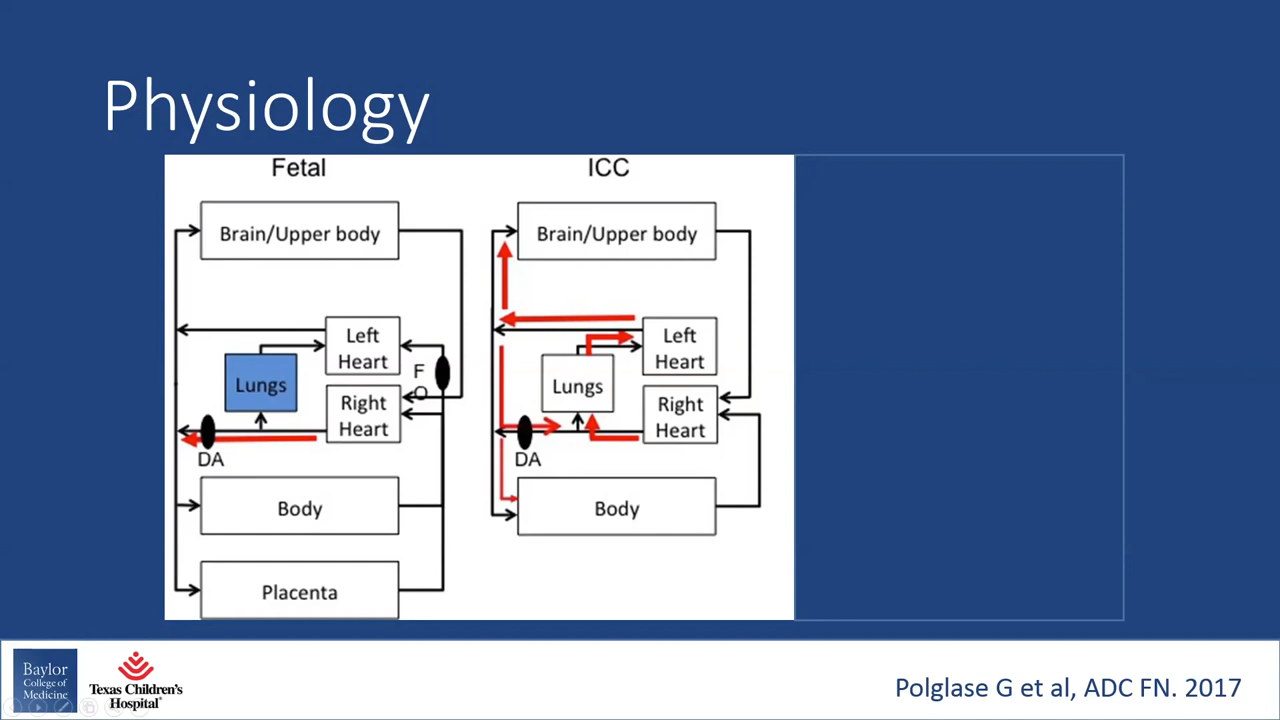 Physiology
Fetal
Brain/Upper body
Left
Heart
F
O
Lungs
Right
Heart
DA
Body
Placenta
ICC
Brain/Upper body
Left
Heart
Lungs
Right
Heart
DA
Body
Baylor
College of
Medicine
Texas Children's
Hospital
Polglase G et al, ADC FN. 2017